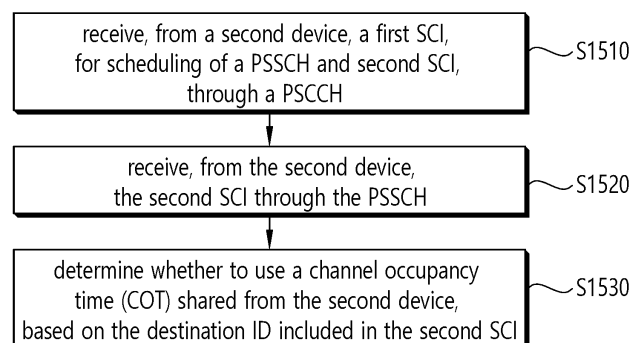 receive, from a second device, a first SCI,
for scheduling of a PSSCH and second SCI,
through a PSCCH
S1510
receive, from the second device,
the second SCI through the PSSCH
S1520
determine whether to use a channel occupancy
time (COT) shared from the second device,
based on the destination ID included in the second SCI
S1530